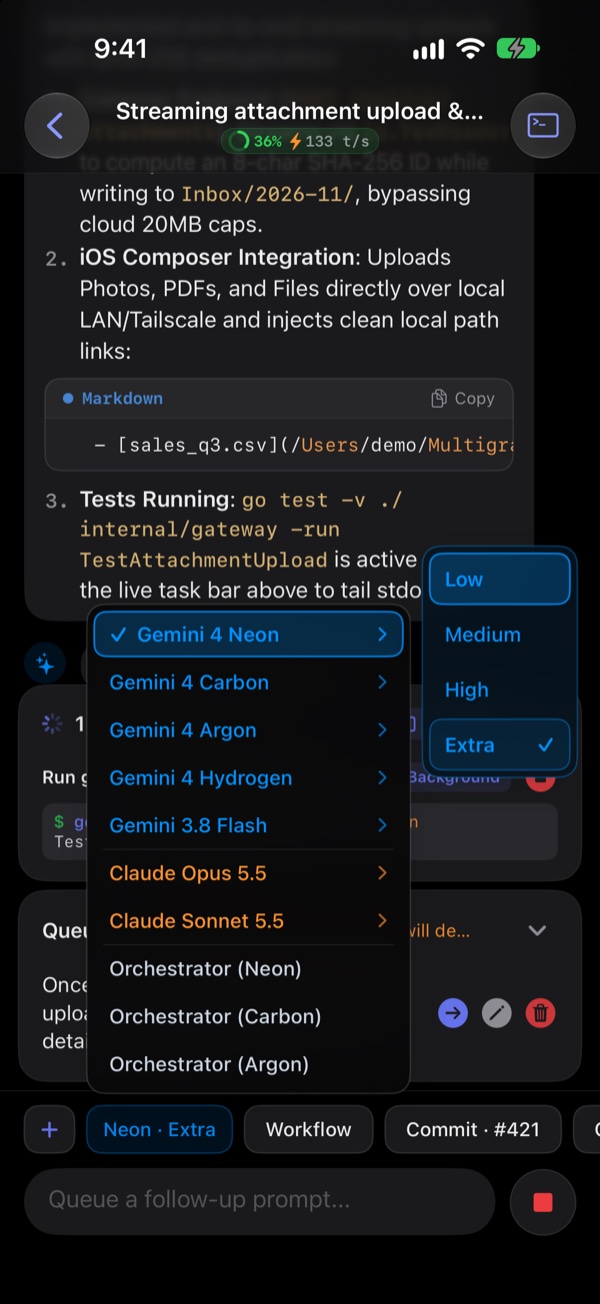 9:41
Streaming attachment upload &...
36% 133 t/s
to compute an 8-char SHA-256 ID while
writing to Inbox/2026-11/, bypassing
cloud 20MB caps.
2. iOS Composer Integration: Uploads
Photos, PDFs, and Files directly over local
LAN/Tailscale and injects clean local path
links:
Markdown
Copy
- [sales_q3.csv](/Users/demo/Multigra
3. Tests Running: go test -v ./
internal/gateway -run
TestAttachmentUpload is active
the live task bar above to tail stdo
Low
Medium
High
Extra
Gemini 4 Neon
Gemini 4 Carbon
Gemini 4 Argon
Gemini 4 Hydrogen
Gemini 3.8 Flash
Claude Opus 5.5
Claude Sonnet 5.5
Orchestrator (Neon)
Orchestrator (Carbon)
Orchestrator (Argon)
1
Run g
Background
$ g
n
Tes
Queu
will de...
Once
uploa
detai
+
Neon · Extra
Workflow
Commit · #421
Queue a follow-up prompt...